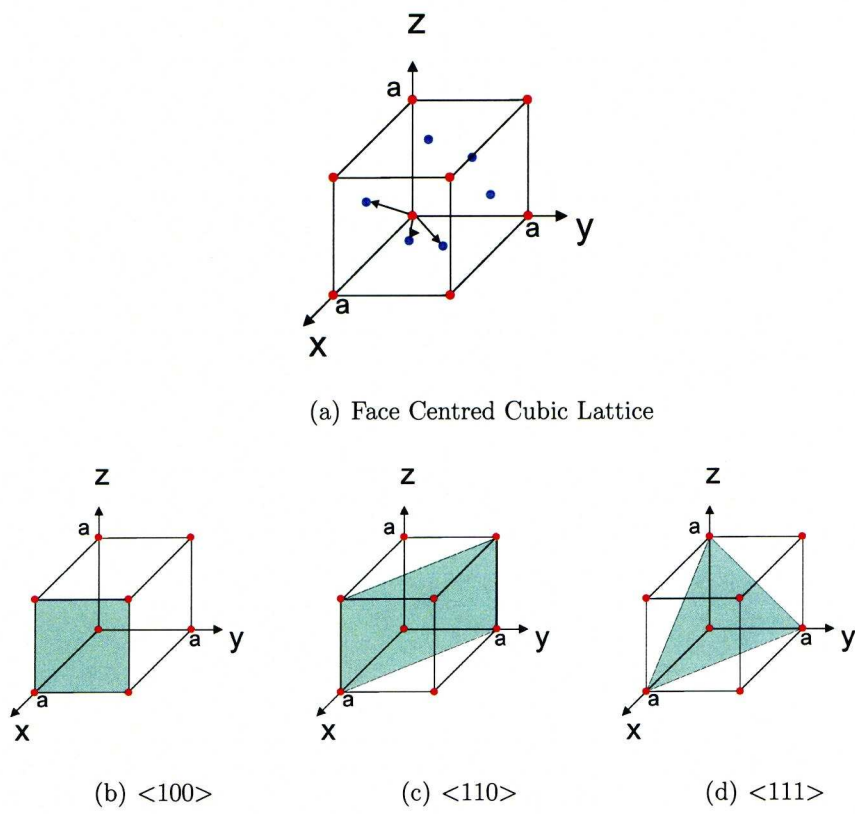 z
a
a
y
a
x
(a) Face Centred Cubic Lattice
z z z
a a a
a y a y a y
a a a
x x x
(b) <100> (c) <110> (d) <111>